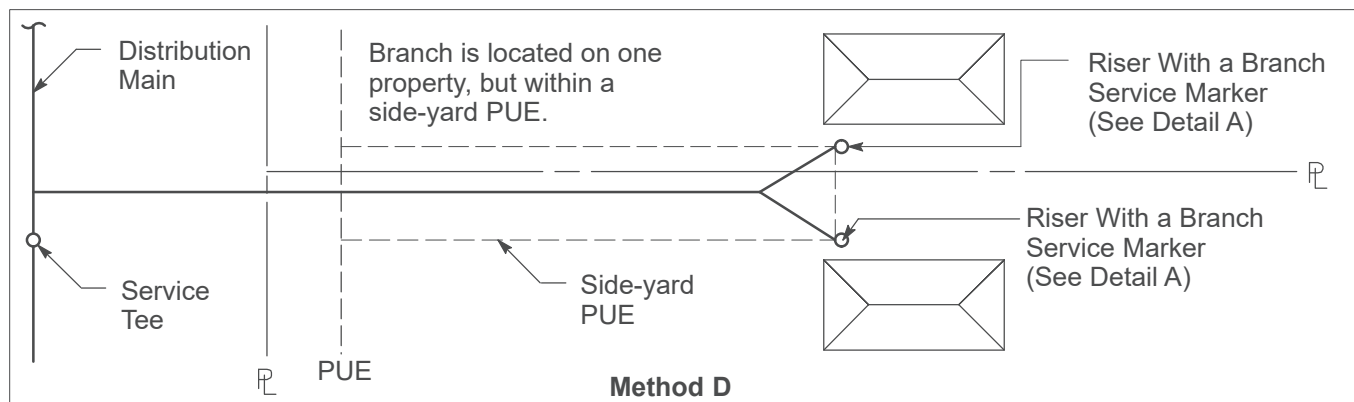 Distribution
Main
Branch is located on one
property, but within a
side-yard PUE.
Riser With a Branch
Service Marker
(See Detail A)
℄
Riser With a Branch
Service Marker
(See Detail A)
Service
Tee
Side-yard
PUE
PL
PUE
Method D